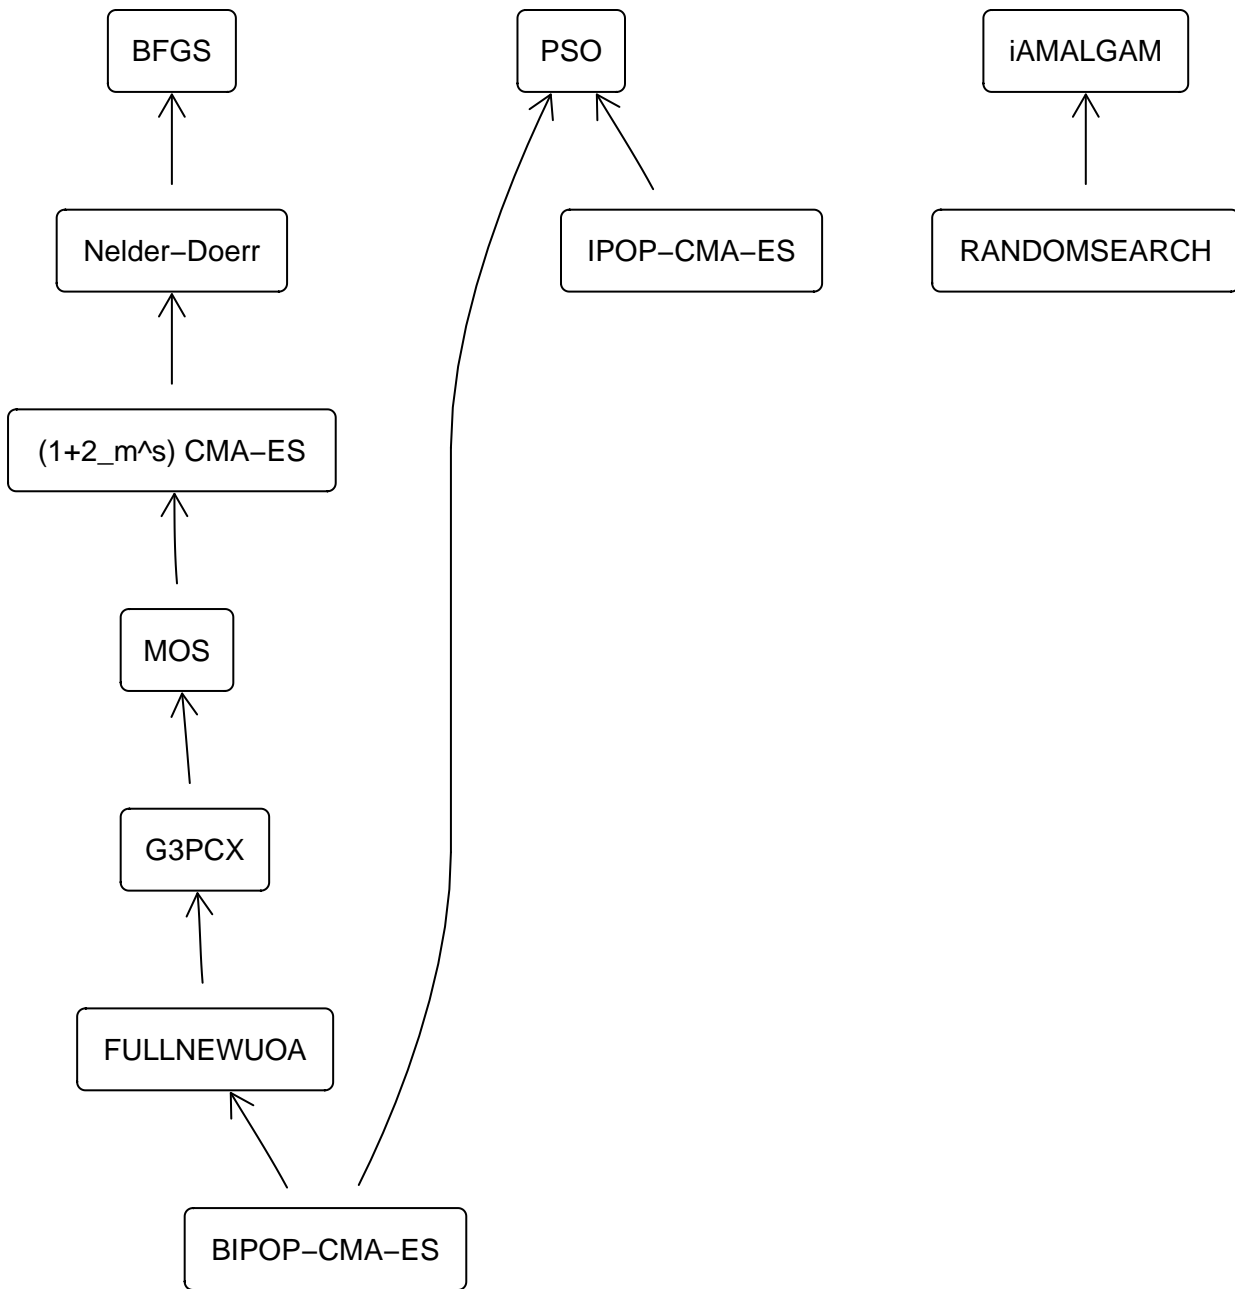 BFGS
PSO
iAMALGAM
Nelder−Doerr
IPOP−CMA−ES
RANDOMSEARCH
(1+2_m^s) CMA−ES
MOS
G3PCX
FULLNEWUOA
BIPOP−CMA−ES